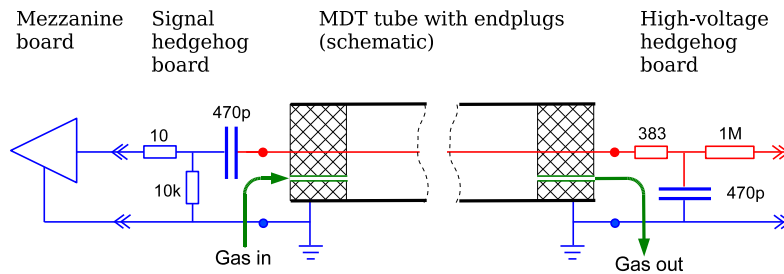 Mezzanine
board
Signal
hedgehog
board
MDT tube with endplugs
(schematic)
High-voltage
hedgehog
board
470p
10
10k
383
1M
470p
Gas in
Gas out